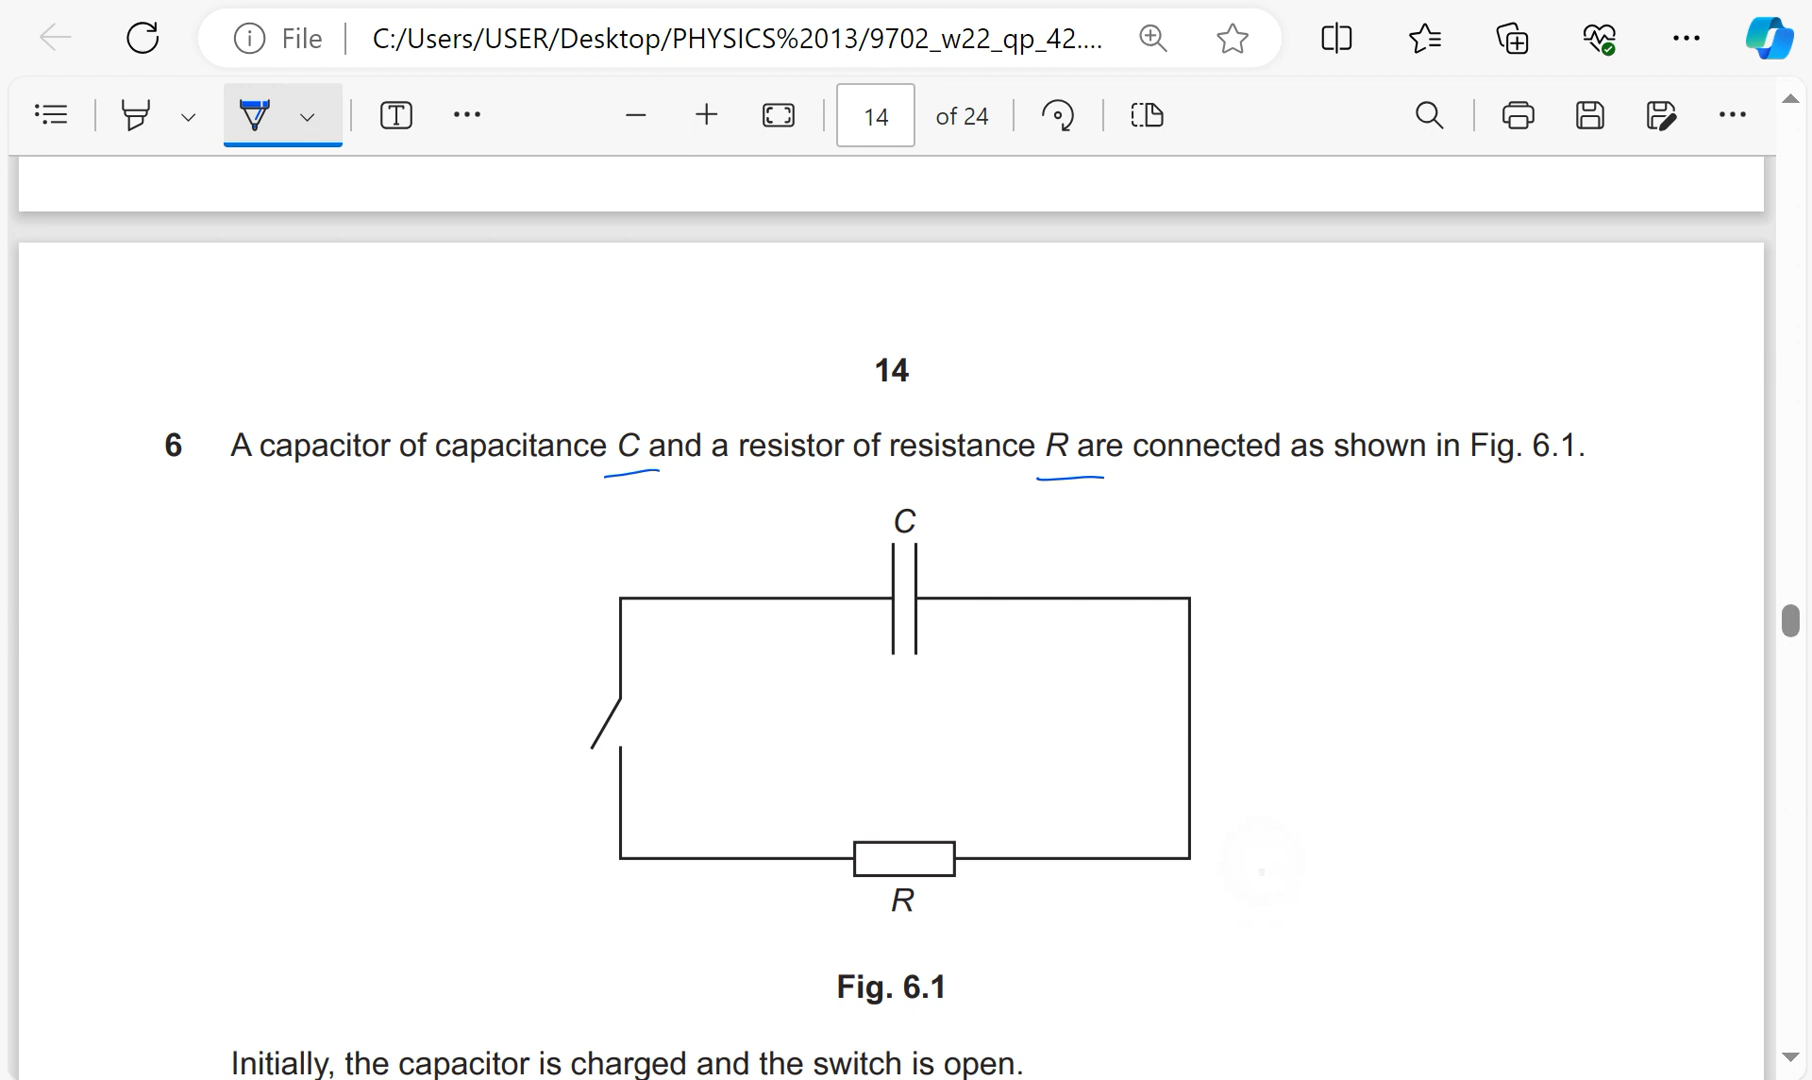 File C:/Users/USER/Desktop/PHYSICS%2013/9702_w22_qp_42....
14 of 24
14
6 A capacitor of capacitance C and a resistor of resistance R are connected as shown in Fig. 6.1.
C
R
Fig. 6.1
Initially, the capacitor is charged and the switch is open.